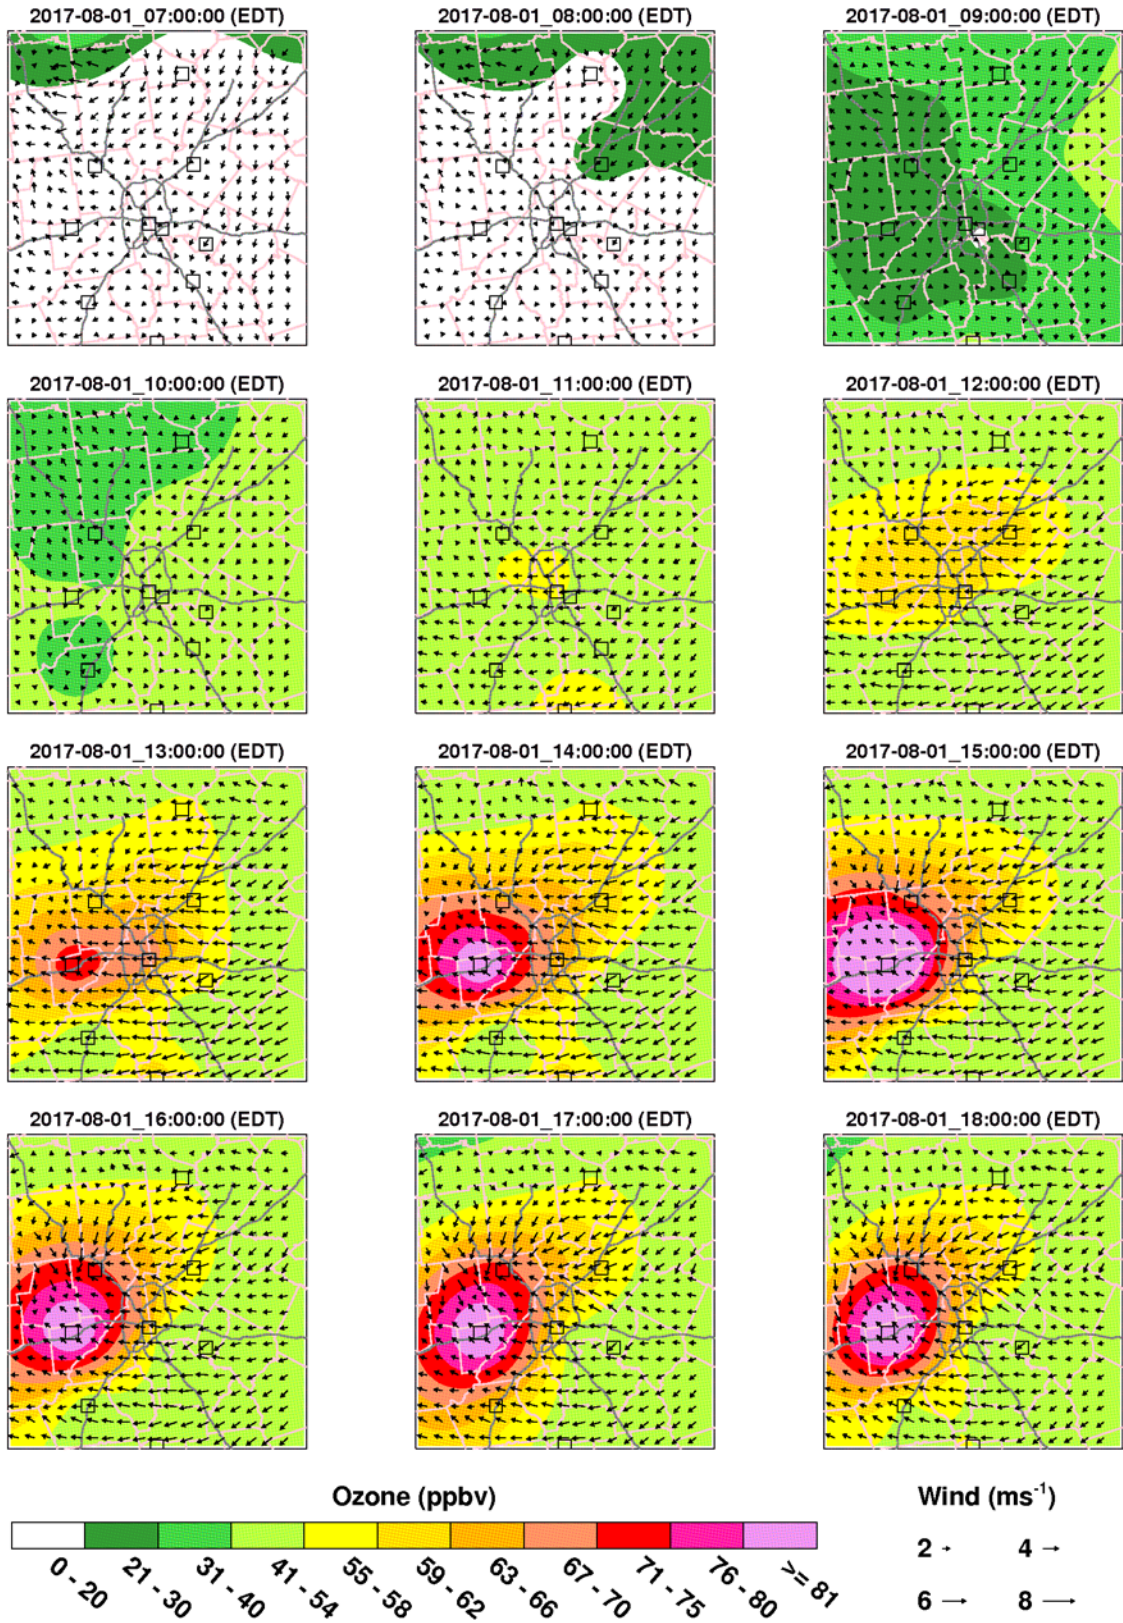 2017-08-01_07:00:00 (EDT)
2017-08-01_08:00:00 (EDT)
2017-08-01_09:00:00 (EDT)
2017-08-01_10:00:00 (EDT)
2017-08-01_11:00:00 (EDT)
2017-08-01_12:00:00 (EDT)
2017-08-01_13:00:00 (EDT)
2017-08-01_14:00:00 (EDT)
2017-08-01_15:00:00 (EDT)
2017-08-01_16:00:00 (EDT)
2017-08-01_17:00:00 (EDT)
2017-08-01_18:00:00 (EDT)
Ozone (ppbv)
0 - 20
21 - 30
31 - 40
41 - 54
55 - 58
59 - 62
63 - 66
67 - 70
71 - 75
76 - 80
>= 81
Wind (ms⁻¹)
2
4
6
8